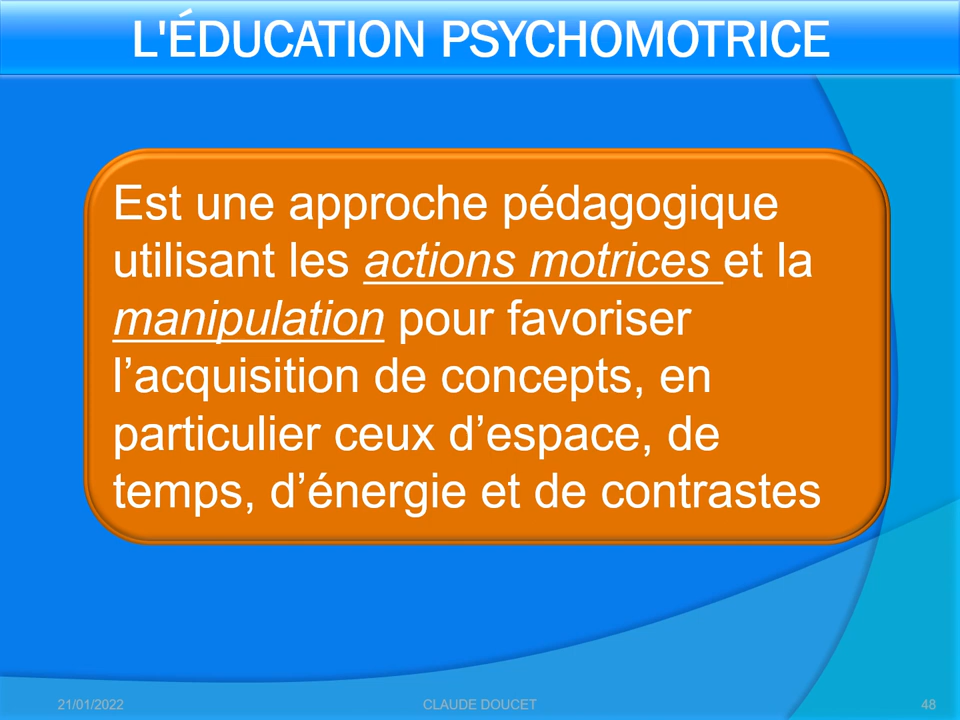 L'ÉDUCATION PSYCHOMOTRICE
Est une approche pédagogique
utilisant les actions motrices et la
manipulation pour favoriser
l’acquisition de concepts, en
particulier ceux d’espace, de
temps, d’énergie et de contrastes
21/01/2022 CLAUDE DOUCET 48